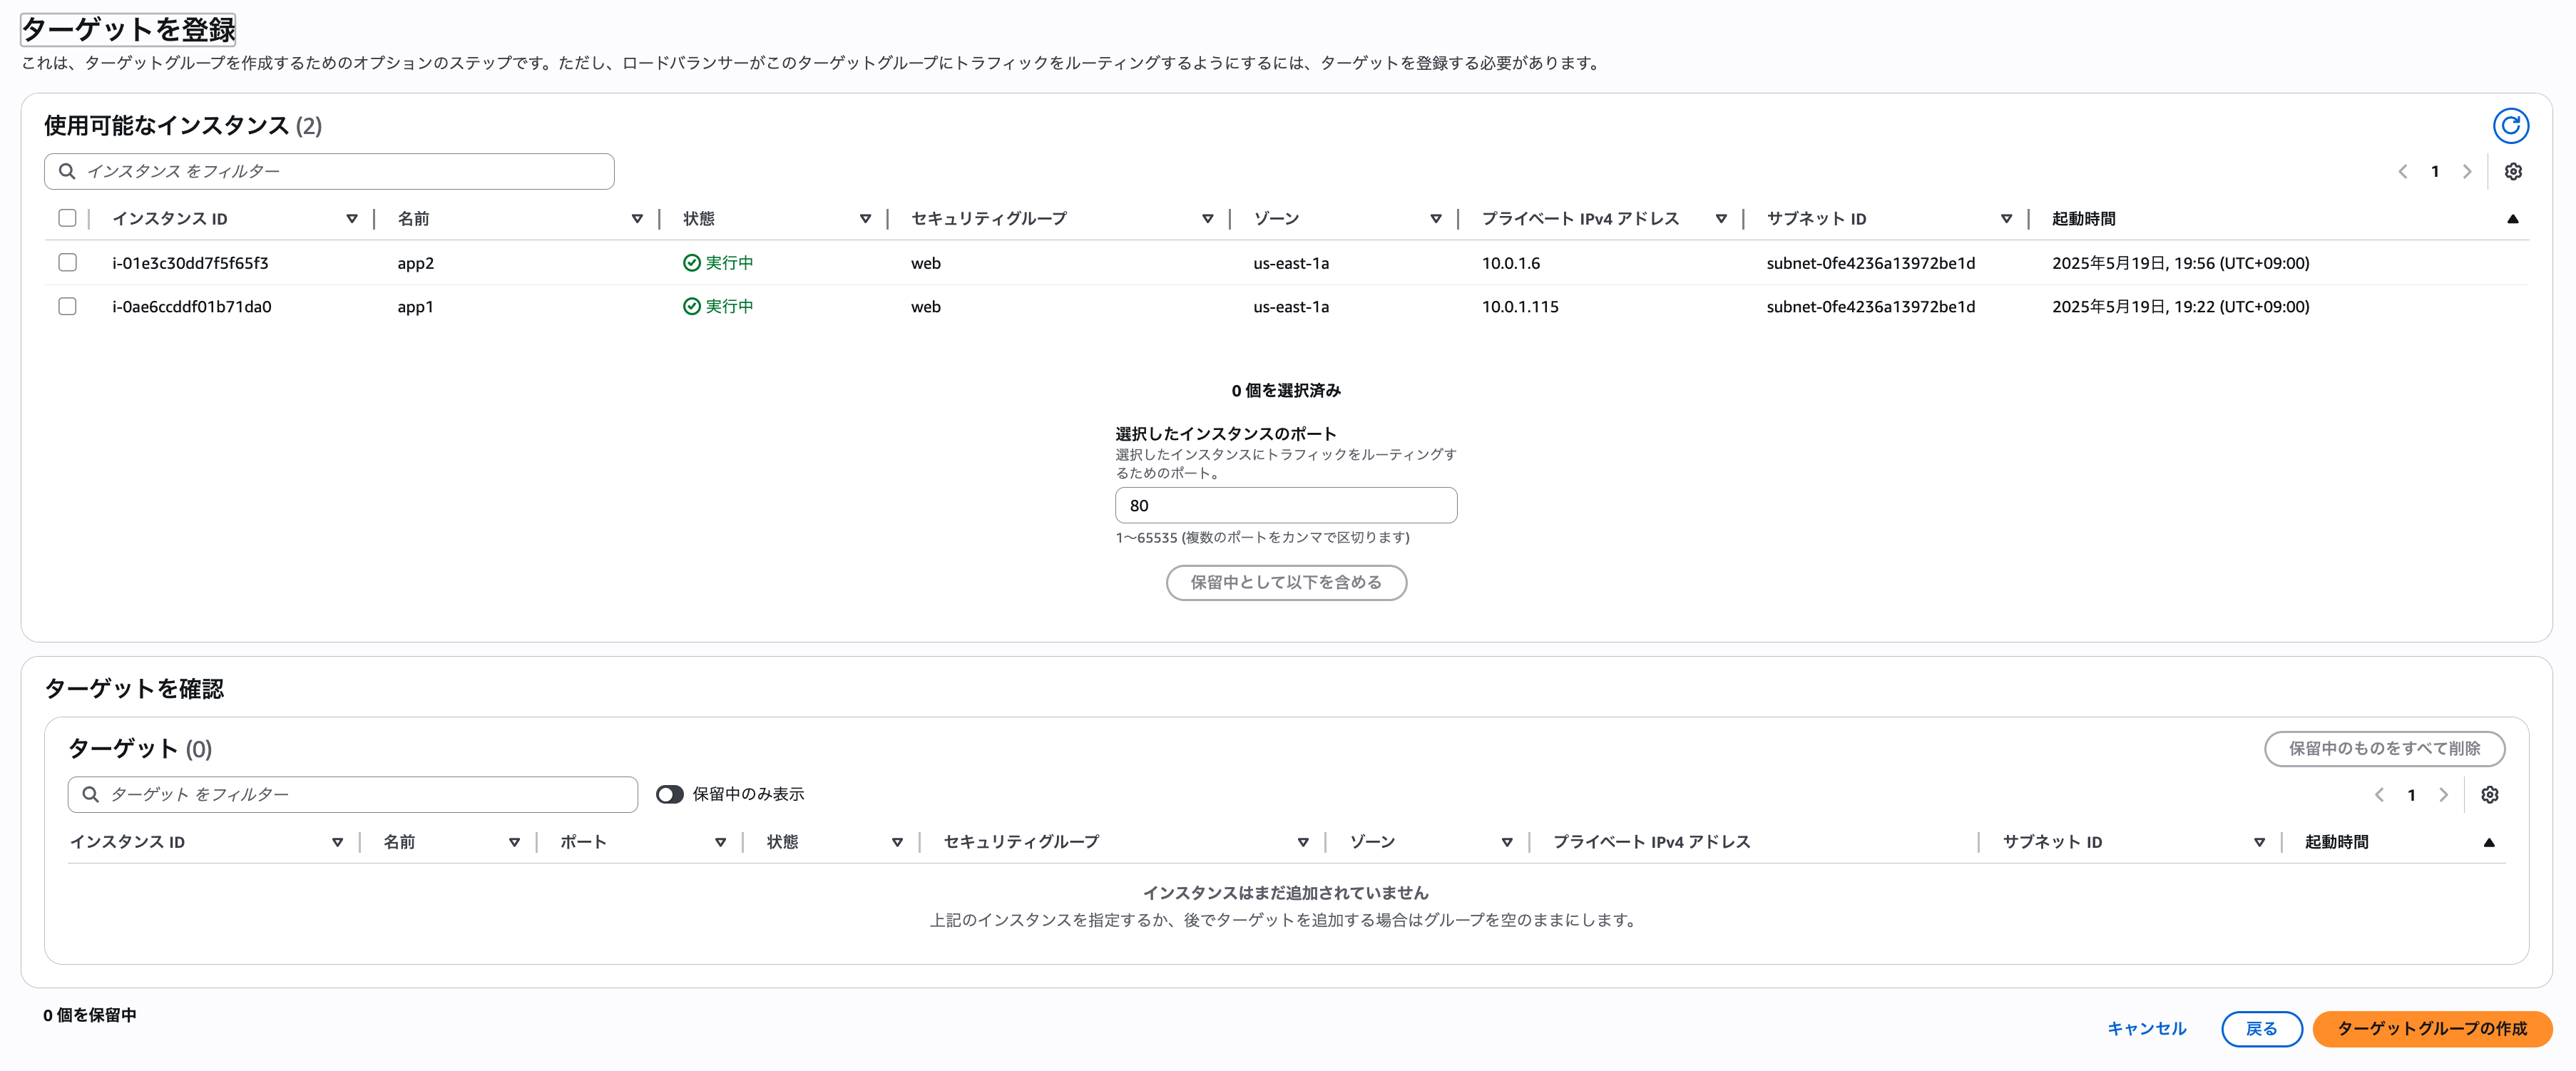 ターゲットを登録
これは、ターゲットグループを作成するためのオプションのステップです。ただし、ロードバランサーがこのターゲットグループにトラフィックをルーティングするようにするには、ターゲットを登録する必要があります。
使用可能なインスタンス (2)
インスタンス をフィルター
1
インスタンス ID 名前 状態 セキュリティグループ ゾーン プライベート IPv4 アドレス サブネット ID 起動時間
i-01e3c30dd7f5f65f3 app2 実行中 web us-east-1a 10.0.1.6 subnet-0fe4236a13972be1d 2025年5月19日, 19:56 (UTC+09:00)
i-0ae6ccddf01b71da0 app1 実行中 web us-east-1a 10.0.1.115 subnet-0fe4236a13972be1d 2025年5月19日, 19:22 (UTC+09:00)
0 個を選択済み
選択したインスタンスのポート
選択したインスタンスにトラフィックをルーティングす
るためのポート。
80
1～65535 (複数のポートをカンマで区切ります)
保留中として以下を含める
ターゲットを確認
ターゲット (0)
保留中のものをすべて削除
ターゲット をフィルター
保留中のみ表示
1
インスタンス ID 名前 ポート 状態 セキュリティグループ ゾーン プライベート IPv4 アドレス サブネット ID 起動時間
インスタンスはまだ追加されていません
上記のインスタンスを指定するか、後でターゲットを追加する場合はグループを空のままにします。
0 個を保留中
キャンセル
戻る
ターゲットグループの作成